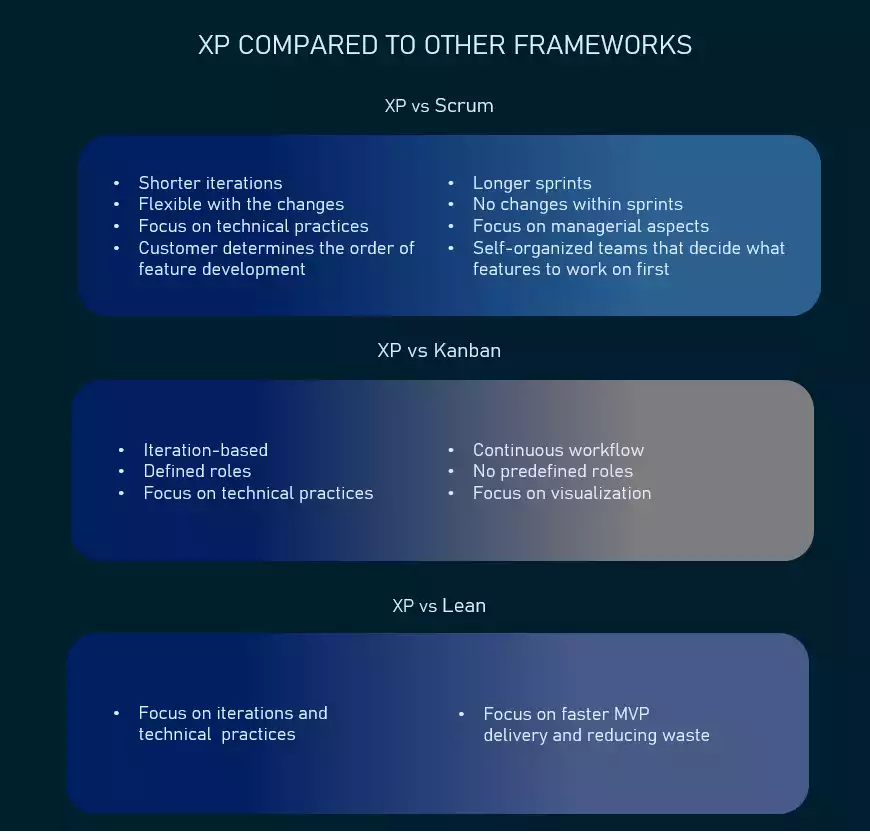 XP COMPARED TO OTHER FRAMEWORKS
XP vs Scrum
• Shorter iterations
• Flexible with the changes
• Focus on technical practices
• Customer determines the order of
feature development
• Longer sprints
• No changes within sprints
• Focus on managerial aspects
• Self-organized teams that decide what
features to work on first
XP vs Kanban
• Iteration-based
• Defined roles
• Focus on technical practices
• Continuous workflow
• No predefined roles
• Focus on visualization
XP vs Lean
• Focus on iterations and
technical practices
• Focus on faster MVP
delivery and reducing waste